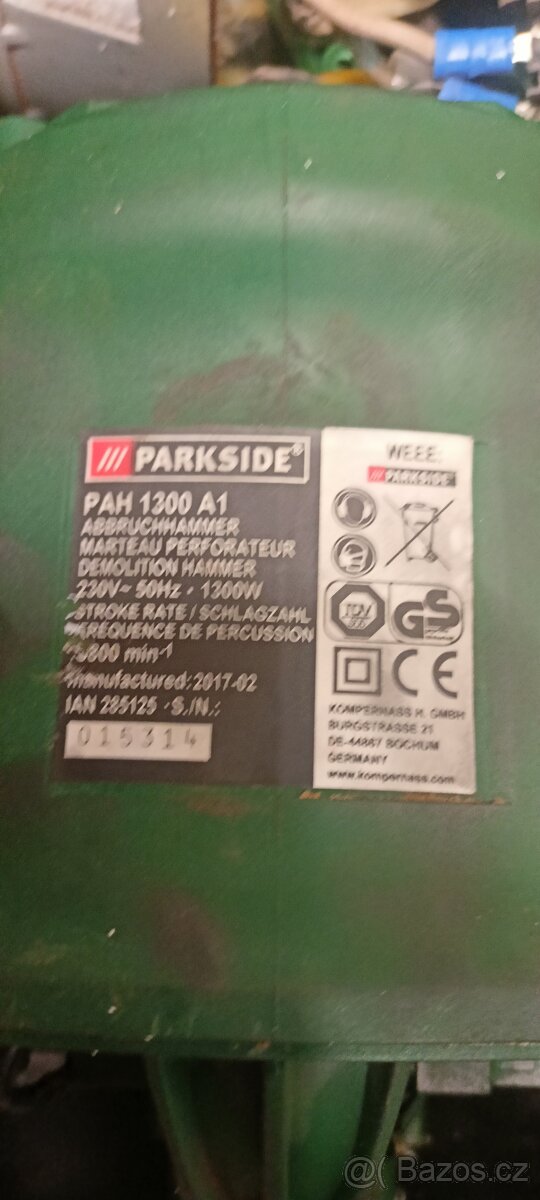 /// PARKSIDE®
PAH 1300 A1
ABBRUCHHAMMER
MARTEAU PERFORATEUR
DEMOLITION HAMMER
230V~ 50Hz · 1300W
STROKE RATE / SCHLAGZAHL
FRÉQUENCE DE PERCUSSION
min-1
manufactured: 2017-02
IAN 285125 · S./N.:
015314
WEEE:
/// PARKSIDE
TÜV
GS
CE
KOMPERNASS H. GMBH
BURGSTRASSE 21
DE-44867 BOCHUM
GERMANY
www.kompernass.com
@( Bazos.cz